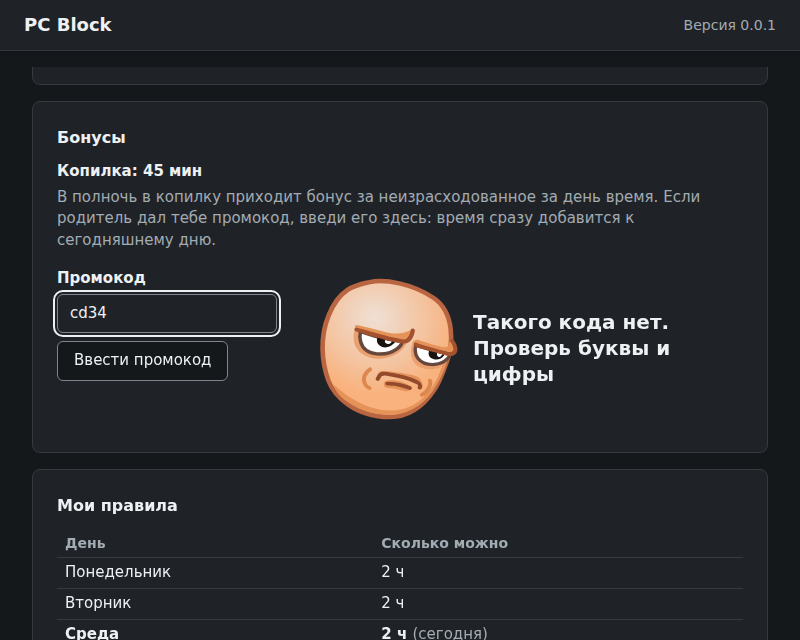 PC Block
Версия 0.0.1
Бонусы
Копилка: 45 мин
В полночь в копилку приходит бонус за неизрасходованное за день время. Если
родитель дал тебе промокод, введи его здесь: время сразу добавится к
сегодняшнему дню.
Промокод
cd34
Ввести промокод
Такого кода нет.
Проверь буквы и
цифры
Мои правила
День Сколько можно
Понедельник 2 ч
Вторник 2 ч
Среда 2 ч (сегодня)